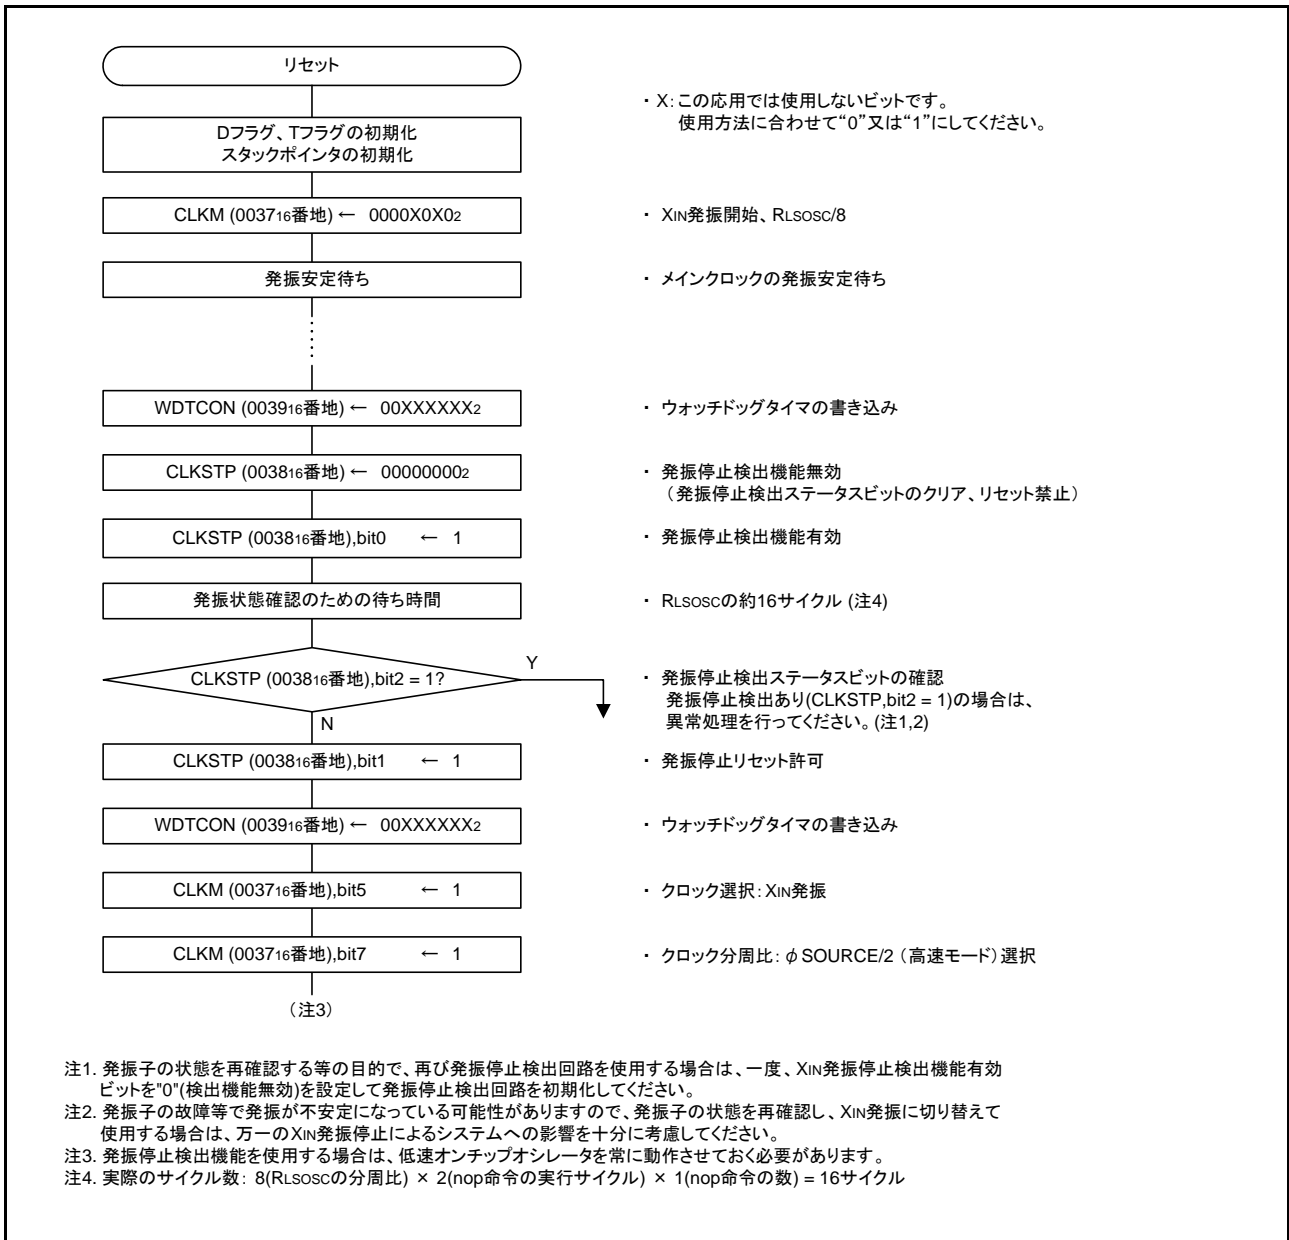 リセット
・ X: この応用では使用しないビットです。
使用方法に合わせて“0”又は“1”にしてください。
Dフラグ、Tフラグの初期化
スタックポインタの初期化
CLKM (003716番地) ← 0000X0X02
・ XIN発振開始、RLSOSC/8
発振安定待ち
・ メインクロックの発振安定待ち
WDTCON (003916番地) ← 00XXXXXX2
・ ウォッチドッグタイマの書き込み
CLKSTP (003816番地) ← 000000002
・ 発振停止検出機能無効
（発振停止検出ステータスビットのクリア、リセット禁止）
CLKSTP (003816番地),bit0 ← 1
・ 発振停止検出機能有効
発振状態確認のための待ち時間
・ RLSOSCの約16サイクル (注4)
CLKSTP (003816番地),bit2 = 1?
Y
・ 発振停止検出ステータスビットの確認
発振停止検出あり(CLKSTP,bit2 = 1)の場合は、
異常処理を行ってください。(注1,2)
N
CLKSTP (003816番地),bit1 ← 1
・ 発振停止リセット許可
WDTCON (003916番地) ← 00XXXXXX2
・ ウォッチドッグタイマの書き込み
CLKM (003716番地),bit5 ← 1
・ クロック選択: XIN発振
CLKM (003716番地),bit7 ← 1
・ クロック分周比: φSOURCE/2（高速モード）選択
（注3）
注1. 発振子の状態を再確認する等の目的で、再び発振停止検出回路を使用する場合は、一度、XIN発振停止検出機能有効
ビットを"0"(検出機能無効)を設定して発振停止検出回路を初期化してください。
注2. 発振子の故障等で発振が不安定になっている可能性がありますので、発振子の状態を再確認し、XIN発振に切り替えて
使用する場合は、万一のXIN発振停止によるシステムへの影響を十分に考慮してください。
注3. 発振停止検出機能を使用する場合は、低速オンチップオシレータを常に動作させておく必要があります。
注4. 実際のサイクル数: 8(RLSOSCの分周比) × 2(nop命令の実行サイクル) × 1(nop命令の数) = 16サイクル